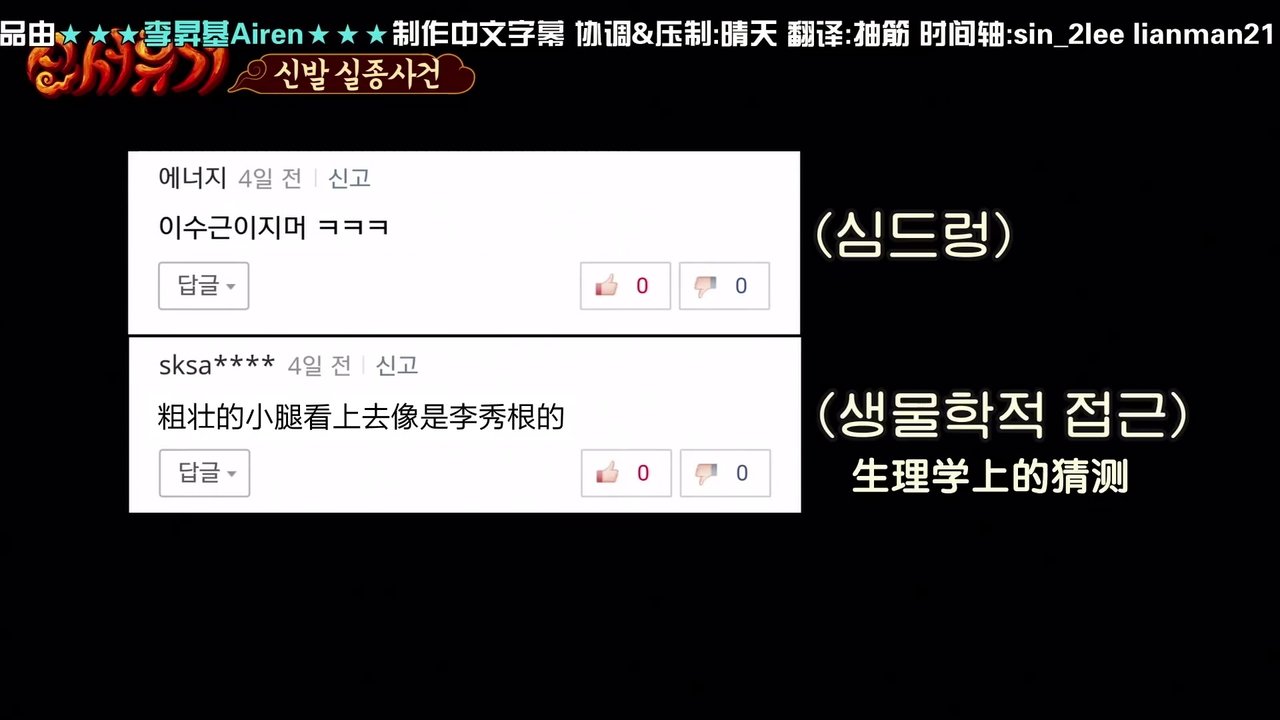 品由★★★李昇基Airen★★★制作中文字幕 协调&压制:晴天 翻译:抽筋 时间轴:sin_2lee lianman21
신서유기
신발 실종사건
에너지 4일 전 | 신고
이수근이지머 ㅋㅋㅋ
(심드렁)
답글 0 0
sksa**** 4일 전 | 신고
粗壮的小腿看上去像是李秀根的
(생물학적 접근)
生理学上的猜测
답글 0 0